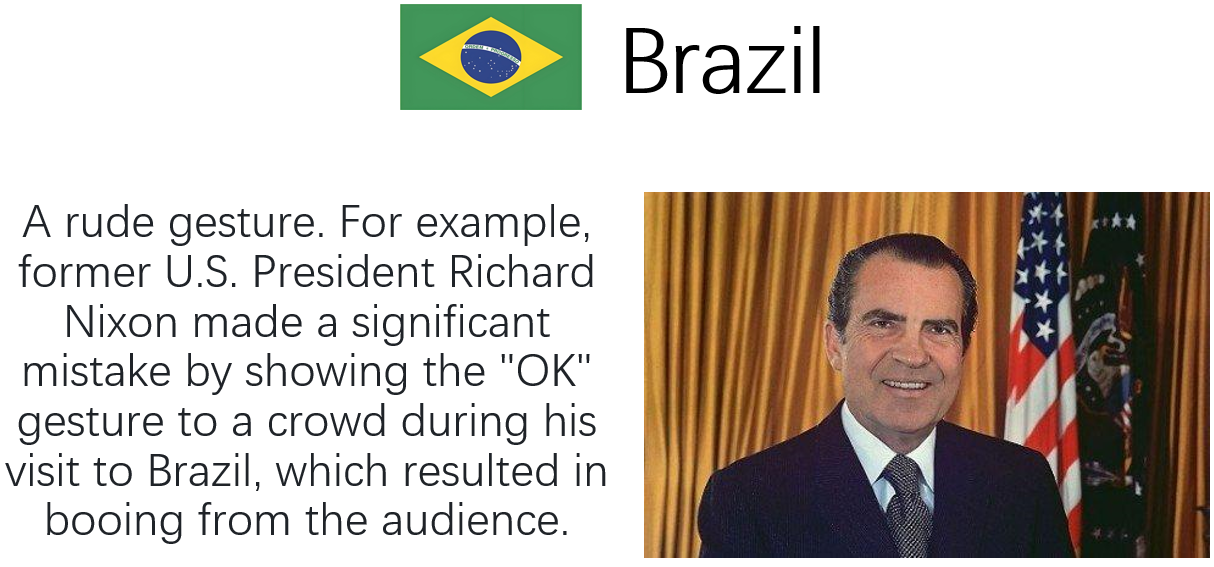 Brazil
A rude gesture. For example,
former U.S. President Richard
Nixon made a significant
mistake by showing the "OK"
gesture to a crowd during his
visit to Brazil, which resulted in
booing from the audience.